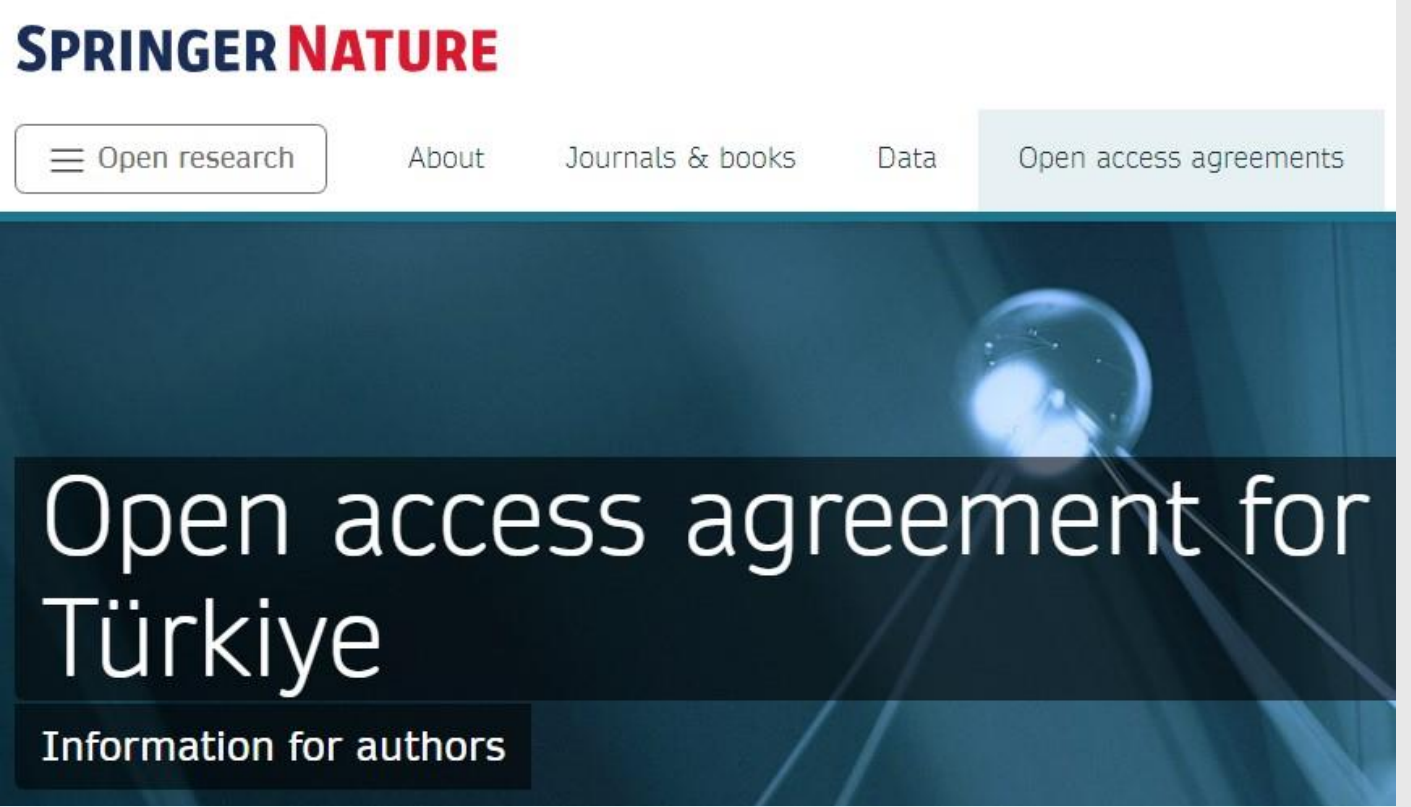 SPRINGER NATURE
Open research
About
Journals & books
Data
Open access agreements
Open access agreement for
Türkiye
Information for authors